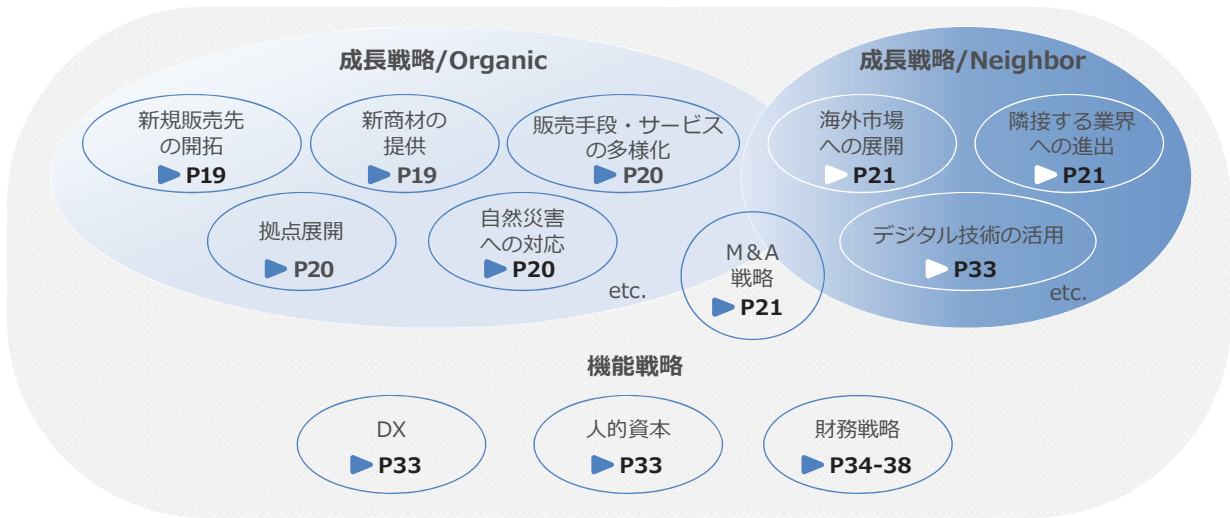 成長戦略/Organic
新規販売先
の開拓
▶ P19
新商材の
提供
▶ P19
販売手段・サービス
の多様化
▶ P20
拠点展開
▶ P20
自然災害
への対応
▶ P20
etc.
M&A
戦略
▶ P21
成長戦略/Neighbor
海外市場
への展開
▶ P21
隣接する業界
への進出
▶ P21
デジタル技術の活用
▶ P33
etc.
機能戦略
DX
▶ P33
人的資本
▶ P33
財務戦略
▶ P34-38